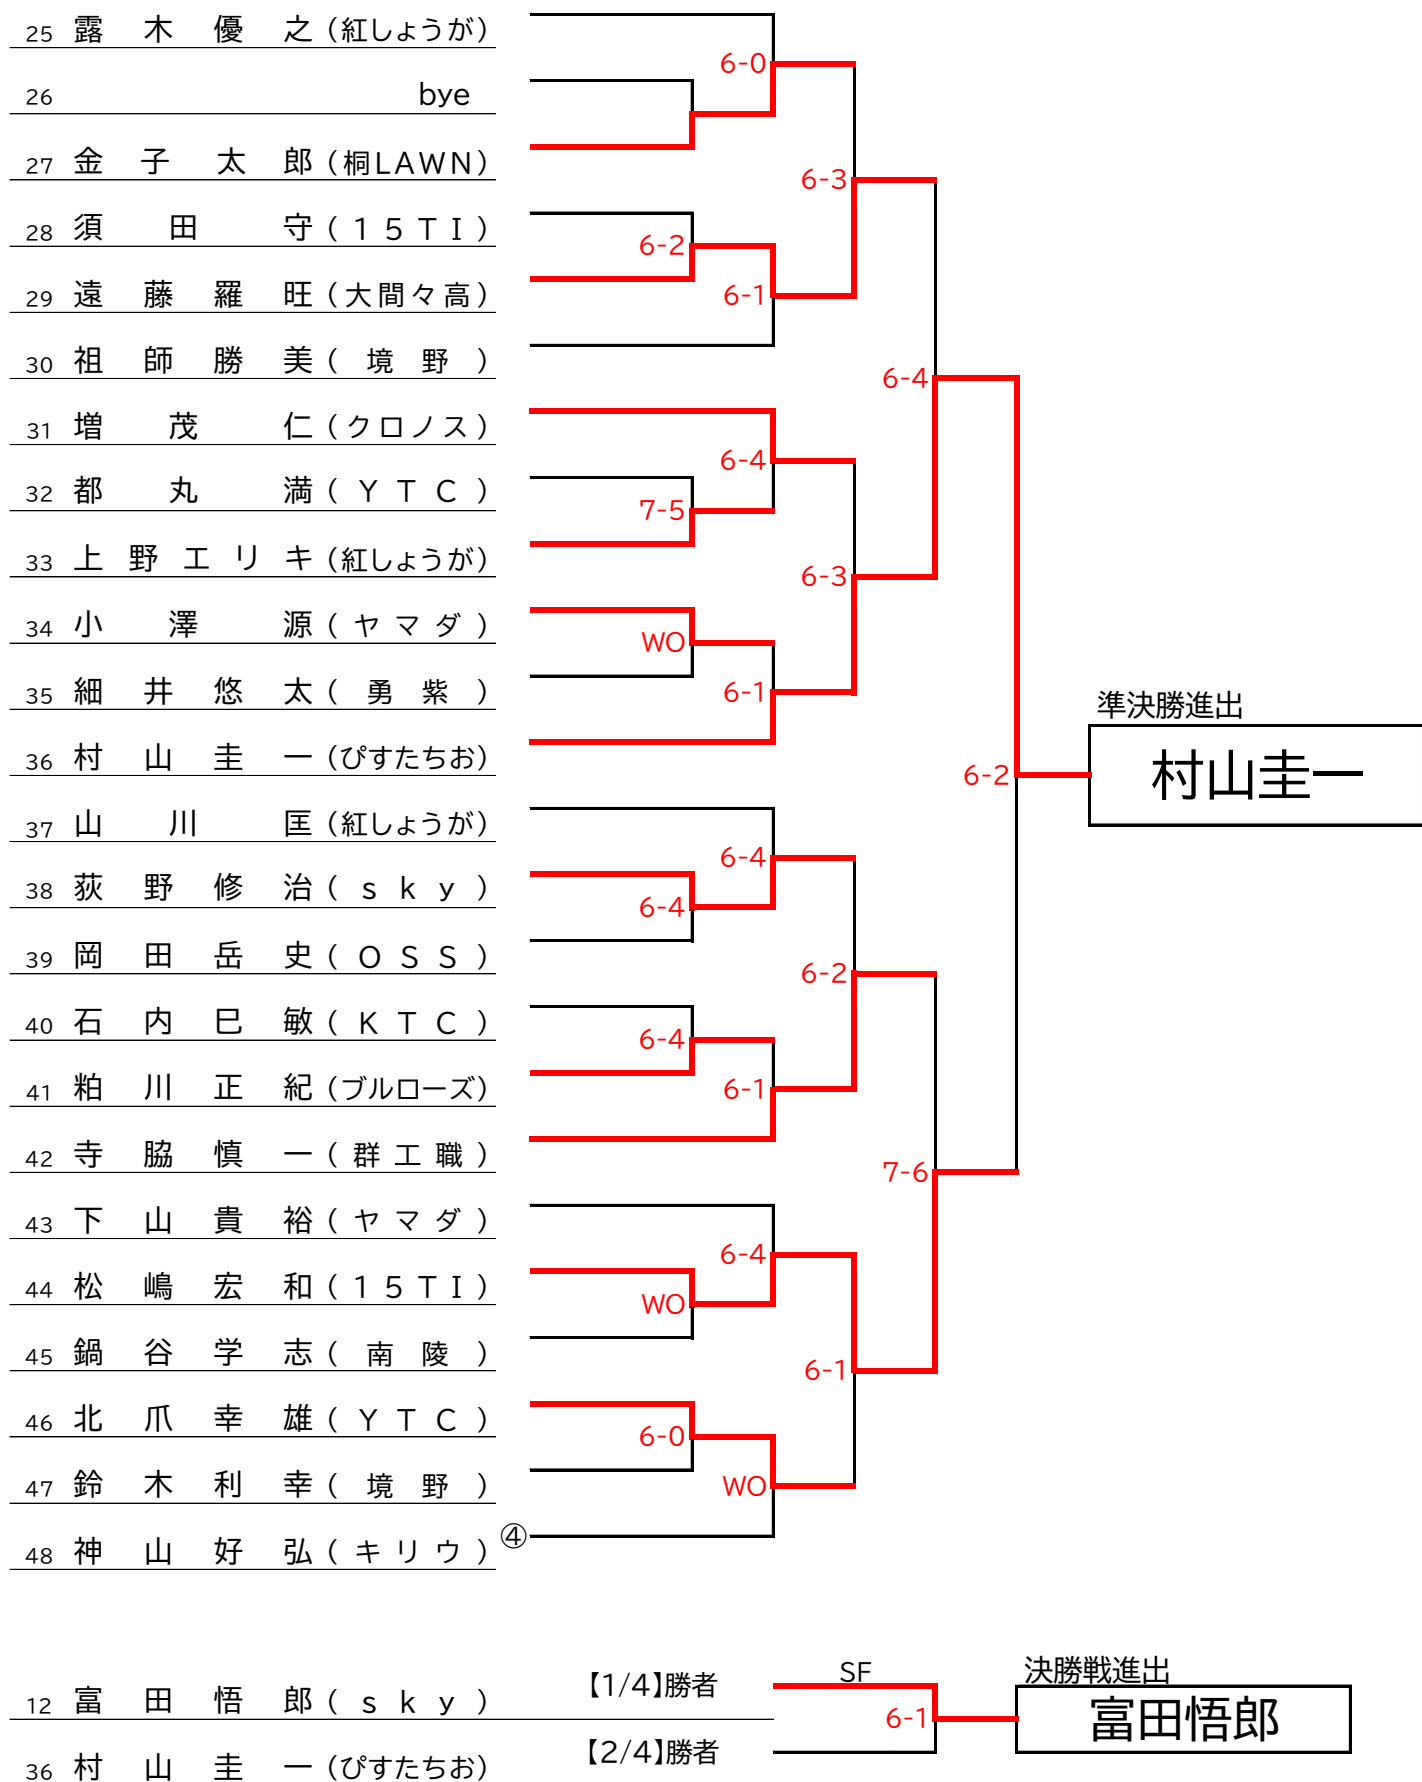 25 露木優之(紅しょうが)
6-0
26 bye
27 金子太郎(桐LAWN)
6-3
28 須田守(15TI)
6-2
29 遠藤羅旺(大間々高)
6-1
30 祖師勝美(境野)
6-4
31 増茂仁(クロノス)
6-4
32 都丸満(YTC)
7-5
33 上野エリキ(紅しょうが)
6-3
34 小澤源(ヤマダ)
WO
35 細井悠太(勇紫)
6-1
準決勝進出
36 村山圭一(ぴすたちお)
6-2
村山圭一
37 山川匡(紅しょうが)
6-4
38 荻野修治(sky)
6-4
39 岡田岳史(OSS)
6-2
40 石内巳敏(KTC)
6-4
41 粕川正紀(ブルローズ)
6-1
42 寺脇慎一(群工職)
7-6
43 下山貴裕(ヤマダ)
6-4
44 松嶋宏和(15TI)
WO
45 鍋谷学志(南陵)
6-1
46 北爪幸雄(YTC)
6-0
47 鈴木利幸(境野)
WO
48 神山好弘(キリウ) ④
12 富田悟郎(sky) 【1/4】勝者 SF 決勝戦進出
6-1 富田悟郎
36 村山圭一(ぴすたちお) 【2/4】勝者